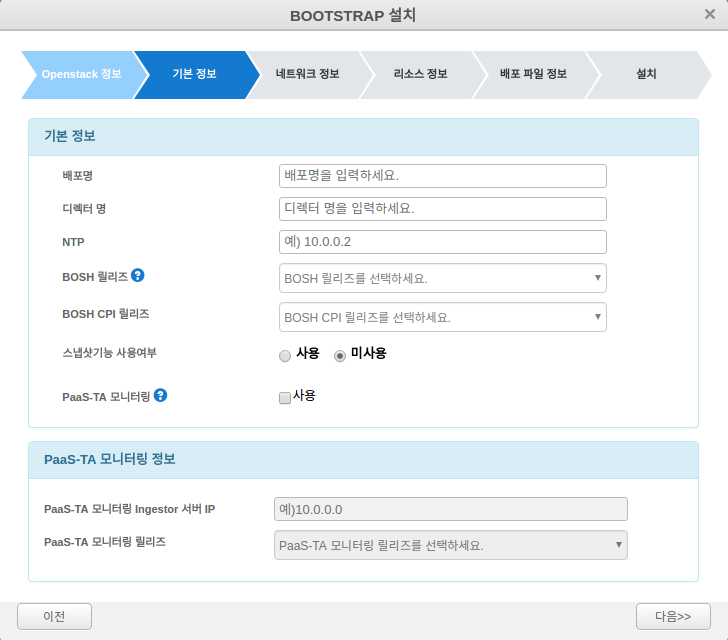 BOOTSTRAP 설치
Openstack 정보 기본 정보 네트워크 정보 리소스 정보 배포 파일 정보 설치
기본 정보
배포명 배포명을 입력하세요.
디렉터 명 디렉터 명을 입력하세요.
NTP 예) 10.0.0.2
BOSH 릴리즈 ? BOSH 릴리즈를 선택하세요.
BOSH CPI 릴리즈 BOSH CPI 릴리즈를 선택하세요.
스냅샷기능 사용여부 사용 미사용
PaaS-TA 모니터링 ? 사용
PaaS-TA 모니터링 정보
PaaS-TA 모니터링 Ingestor 서버 IP 예)10.0.0.0
PaaS-TA 모니터링 릴리즈 PaaS-TA 모니터링 릴리즈를 선택하세요.
이전 다음>>